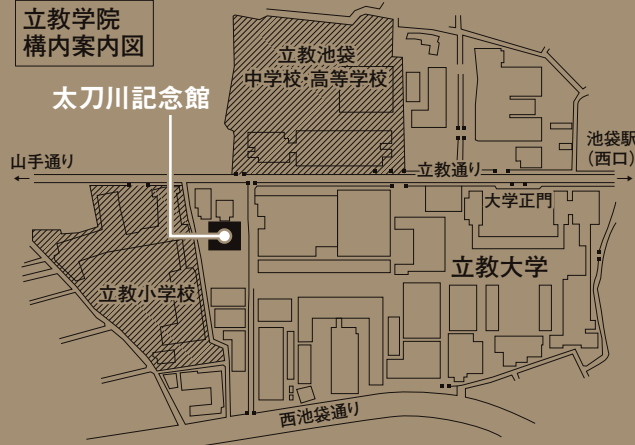 立教学院
構内案内図
立教池袋
中学校・高等学校
太刀川記念館
池袋駅
(西口)
山手通り
立教通り
←
→
大学正門
立教大学
立教小学校
西池袋通り